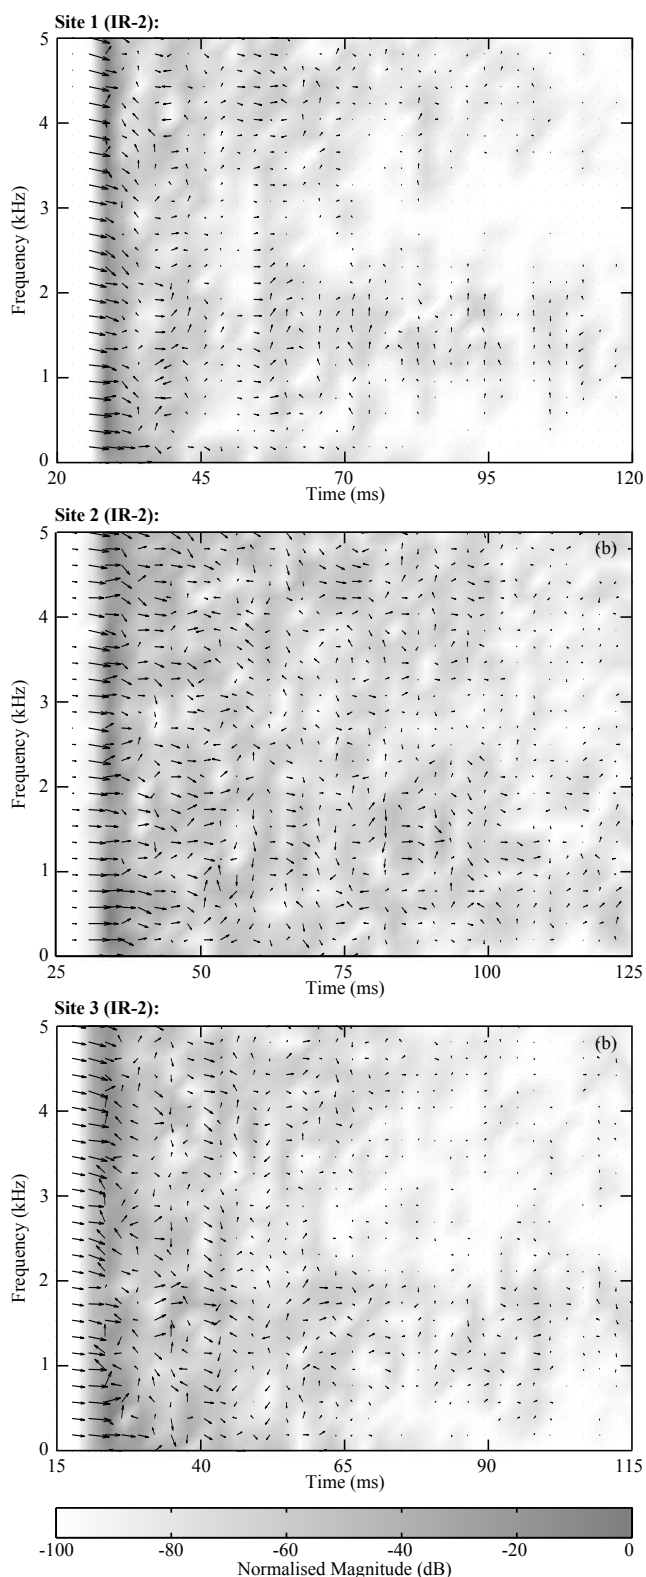 Site 1 (IR-2):
5
4
3
2
1
0
Frequency (kHz)
20 45 70 95 120
Time (ms)
Site 2 (IR-2):
(b)
5
4
3
2
1
0
Frequency (kHz)
25 50 75 100 125
Time (ms)
Site 3 (IR-2):
(b)
5
4
3
2
1
0
Frequency (kHz)
15 40 65 90 115
Time (ms)
-100 -80 -60 -40 -20 0
Normalised Magnitude (dB)